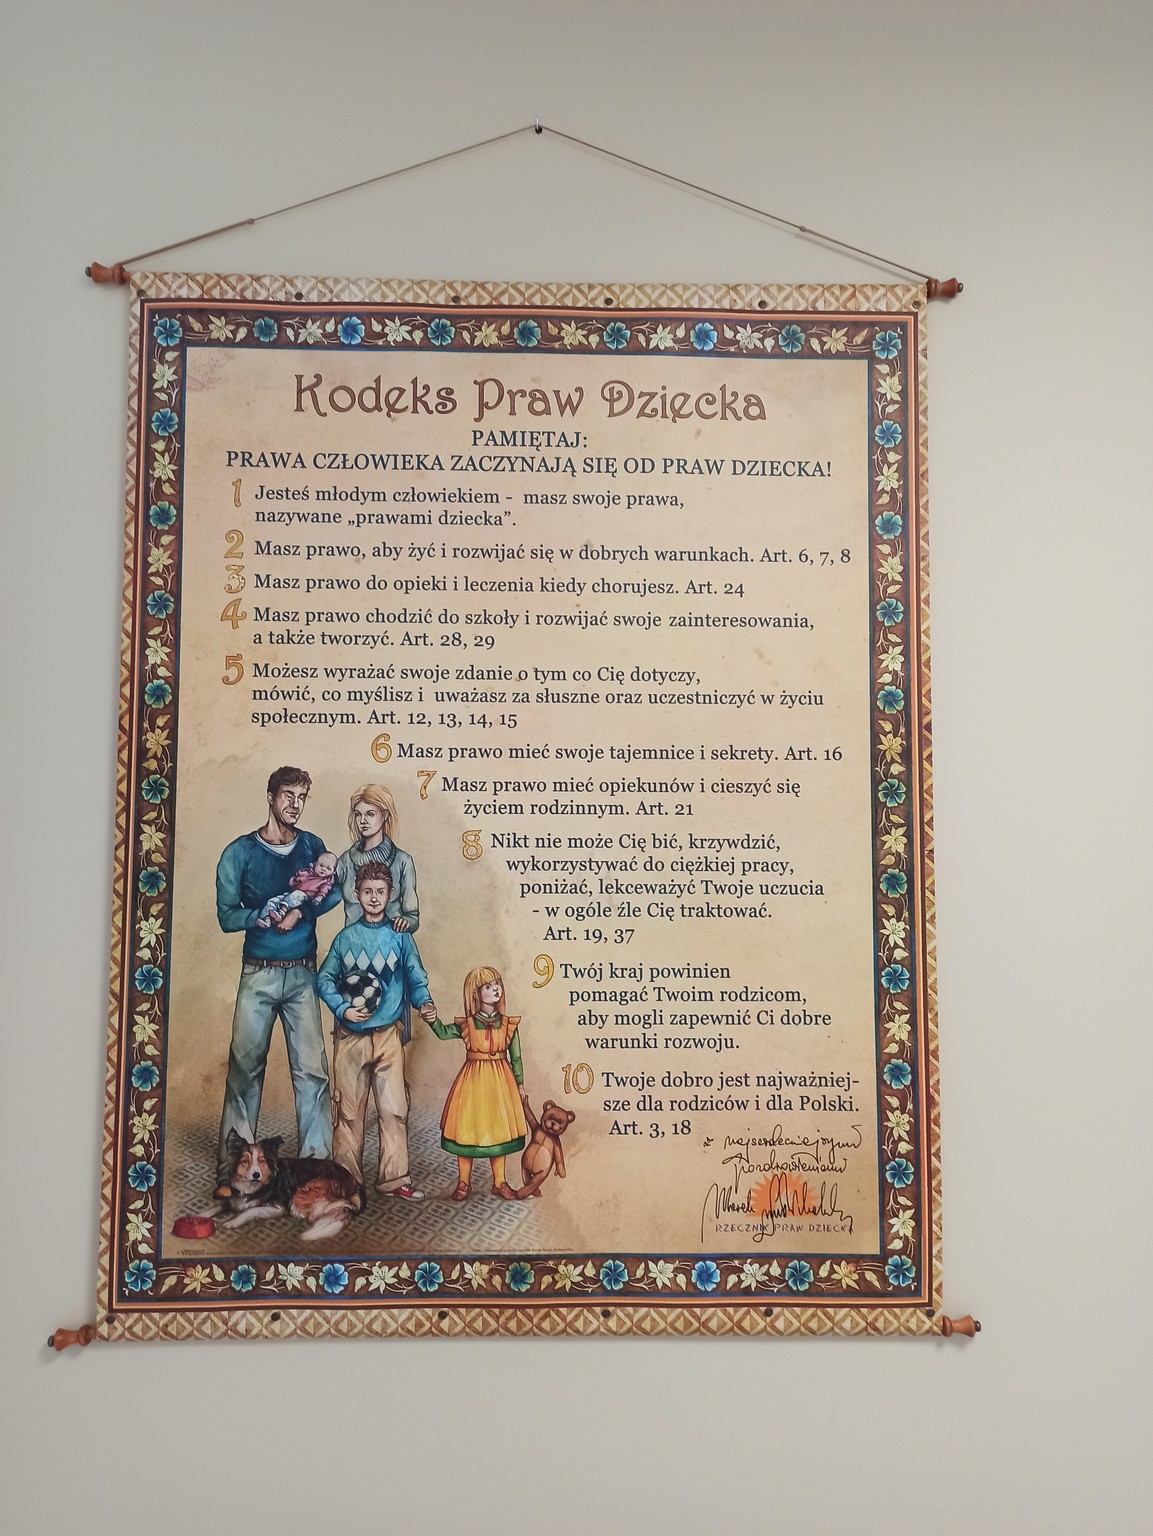 Kodeks Praw Dziecka
PAMIĘTAJ:
PRAWA CZŁOWIEKA ZACZYNAJĄ SIĘ OD PRAW DZIECKA!
1 Jesteś młodym człowiekiem - masz swoje prawa,
nazywane „prawami dziecka”.
2 Masz prawo, aby żyć i rozwijać się w dobrych warunkach. Art. 6, 7, 8
3 Masz prawo do opieki i leczenia kiedy chorujesz. Art. 24
4 Masz prawo chodzić do szkoły i rozwijać swoje zainteresowania,
a także tworzyć. Art. 28, 29
5 Możesz wyrażać swoje zdanie o tym co Cię dotyczy,
mówić, co myślisz i uważasz za słuszne oraz uczestniczyć w życiu
społecznym. Art. 12, 13, 14, 15
6 Masz prawo mieć swoje tajemnice i sekrety. Art. 16
7 Masz prawo mieć opiekunów i cieszyć się
życiem rodzinnym. Art. 21
8 Nikt nie może Cię bić, krzywdzić,
wykorzystywać do ciężkiej pracy,
poniżać, lekceważyć Twoje uczucia
- w ogóle źle Cię traktować.
Art. 19, 37
9 Twój kraj powinien
pomagać Twoim rodzicom,
aby mogli zapewnić Ci dobre
warunki rozwoju.
10 Twoje dobro jest najważniej-
sze dla rodziców i dla Polski.
Art. 3, 18
z najserdeczniejszymi
pozdrowieniami
Marek
RZECZNIK PRAW DZIECKA